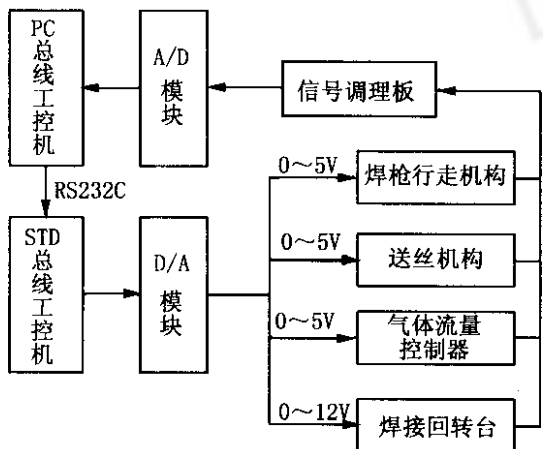 PC
总线工控机
A/D
模块
信号调理板
RS232C
STD
总线工控机
D/A
模块
0～5V
焊枪行走机构
0～5V
送丝机构
0～5V
气体流量
控制器
0～12V
焊接回转台